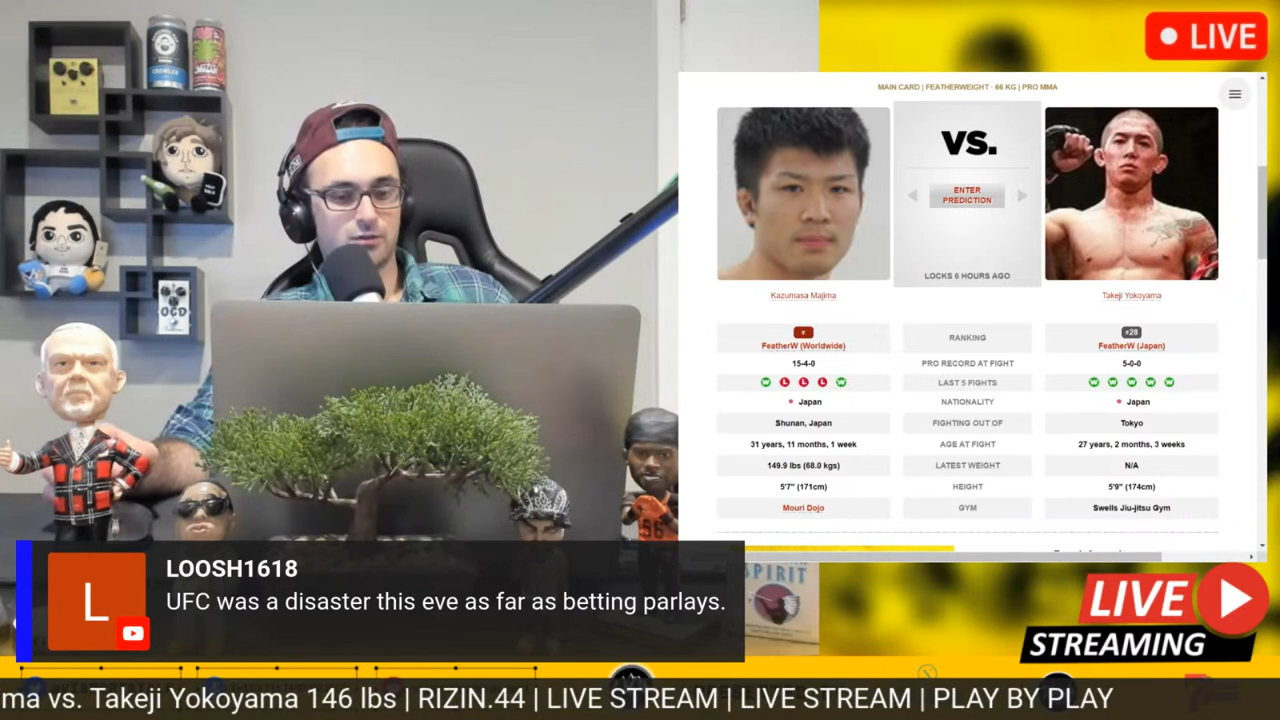 LIVE
MAIN CARD | FEATHERWEIGHT · 66 KG | PRO MMA
VS.
ENTER
PREDICTION
LOCKS 6 HOURS AGO
Kazumasa Majima
Takeji Yokoyama
#28
FeatherW (Worldwide)
RANKING
FeatherW (Japan)
15-4-0
PRO RECORD AT FIGHT
5-0-0
W L L L W
LAST 5 FIGHTS
W W W W W
Japan
NATIONALITY
Japan
Shunan, Japan
FIGHTING OUT OF
Tokyo
31 years, 11 months, 1 week
AGE AT FIGHT
27 years, 2 months, 3 weeks
149.9 lbs (68.0 kgs)
LATEST WEIGHT
N/A
5'7" (171cm)
HEIGHT
5'9" (174cm)
Mouri Dojo
GYM
Swells Jiu-jitsu Gym
OCD
96
SPIRIT
L
LOOSH1618
UFC was a disaster this eve as far as betting parlays.
LIVE
STREAMING
ma vs. Takeji Yokoyama 146 lbs | RIZIN.44 | LIVE STREAM | LIVE STREAM | PLAY BY PLAY